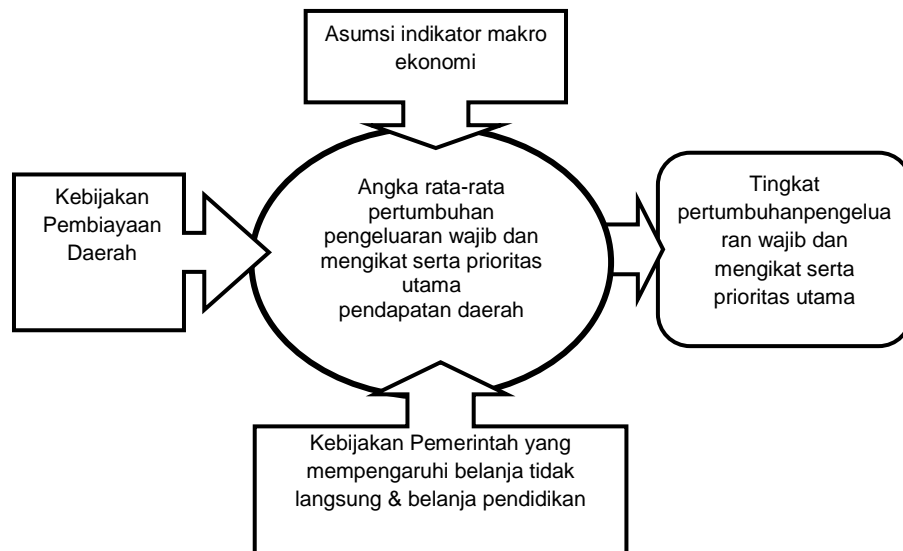 Asumsi indikator makro
ekonomi
Kebijakan
Pembiayaan
Daerah
Angka rata-rata
pertumbuhan
pengeluaran wajib dan
mengikat serta prioritas
utama
pendapatan daerah
Tingkat
pertumbuhanpengelua
ran wajib dan
mengikat serta
prioritas utama
Kebijakan Pemerintah yang
mempengaruhi belanja tidak
langsung & belanja pendidikan